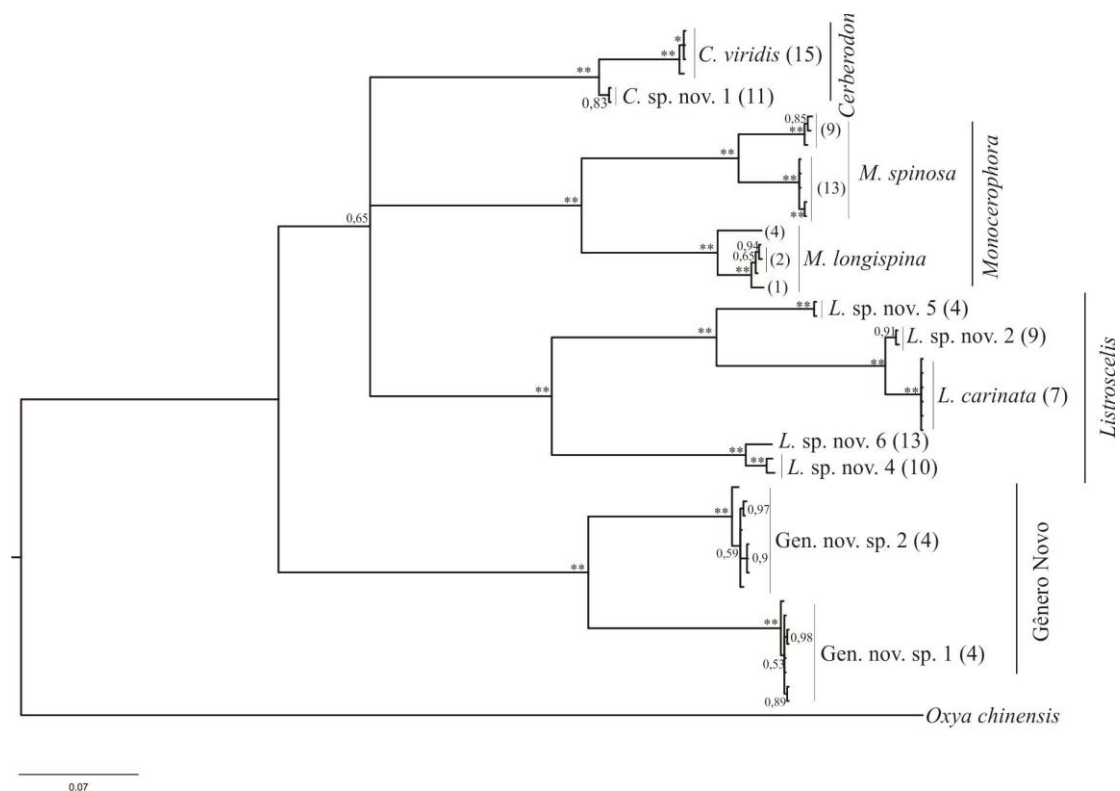 *
**
C. viridis (15)
**
C. sp. nov. 1 (11)
0,83
Cerberodon
0,85
**
(9)
**
M. spinosa
**
(13)
**
**
0,65
Monocerophora
(4)
**
0,94
0,65
(2)
M. longispina
**
(1)
**
L. sp. nov. 5 (4)
**
0,91
L. sp. nov. 2 (9)
**
**
L. carinata (7)
**
Listroscelis
L. sp. nov. 6 (13)
**
**
L. sp. nov. 4 (10)
**
0,97
**
Gen. nov. sp. 2 (4)
0,59
0,9
**
Gênero Novo
**
0,98
Gen. nov. sp. 1 (4)
0,53
0,89
Oxya chinensis
0.07